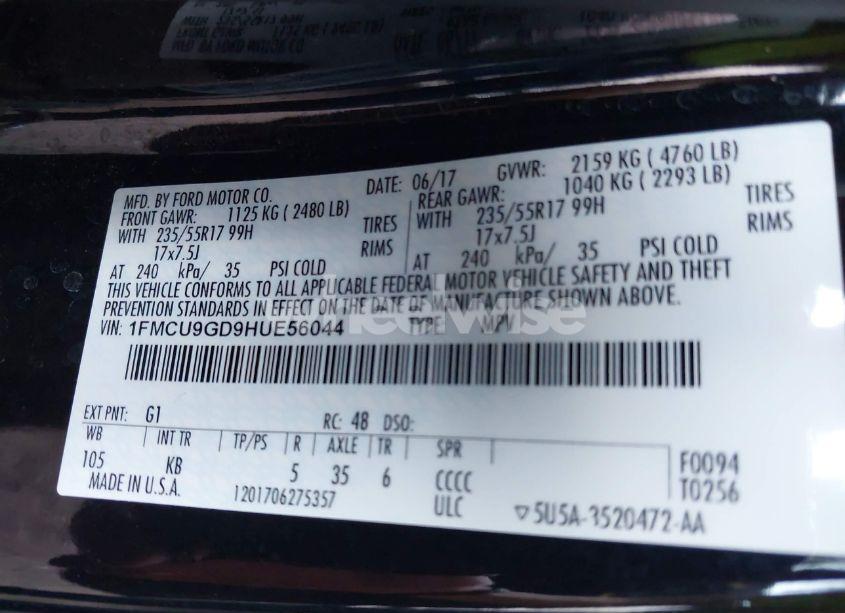 MFD. BY FORD MOTOR CO.
DATE: 06/17 GVWR: 2159 KG ( 4760 LB)
FRONT GAWR: 1125 KG ( 2480 LB) REAR GAWR: 1040 KG ( 2293 LB)
WITH 235/55R17 99H TIRES WITH 235/55R17 99H TIRES
17x7.5J RIMS 17x7.5J RIMS
AT 240 kPa/ 35 PSI COLD AT 240 kPa/ 35 PSI COLD
THIS VEHICLE CONFORMS TO ALL APPLICABLE FEDERAL MOTOR VEHICLE SAFETY AND THEFT
PREVENTION STANDARDS IN EFFECT ON THE DATE OF MANUFACTURE SHOWN ABOVE.
VIN: 1FMCU9GD9HUE56044 TYPE: MPV
EXT PNT: G1 RC: 48 DSO:
WB INT TR TP/PS R AXLE TR SPR
105 KB 5 35 6 CCCC F0094
MADE IN U.S.A. 1201706275357 ULC T0256
▽5U5A-3520472-AA